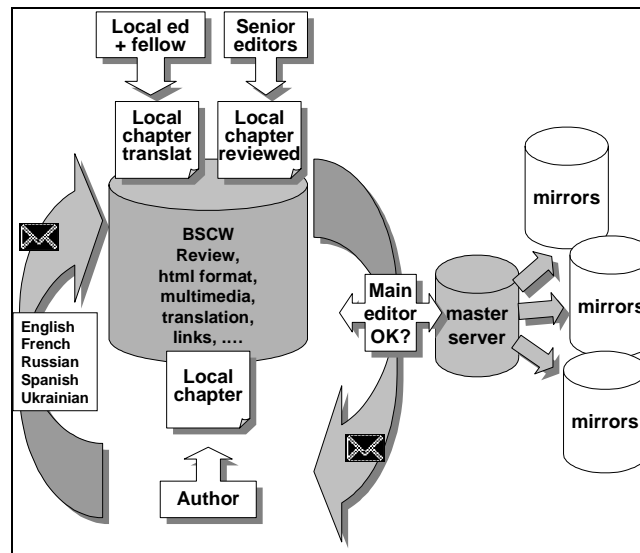 Local ed
+ fellow
Senior
editors
Local
chapter
translat
Local
chapter
reviewed
BSCW
Review,
html format,
multimedia,
translation,
links, ....
English
French
Russian
Spanish
Ukrainian
Local
chapter
Author
Main
editor
OK?
master
server
mirrors
mirrors
mirrors